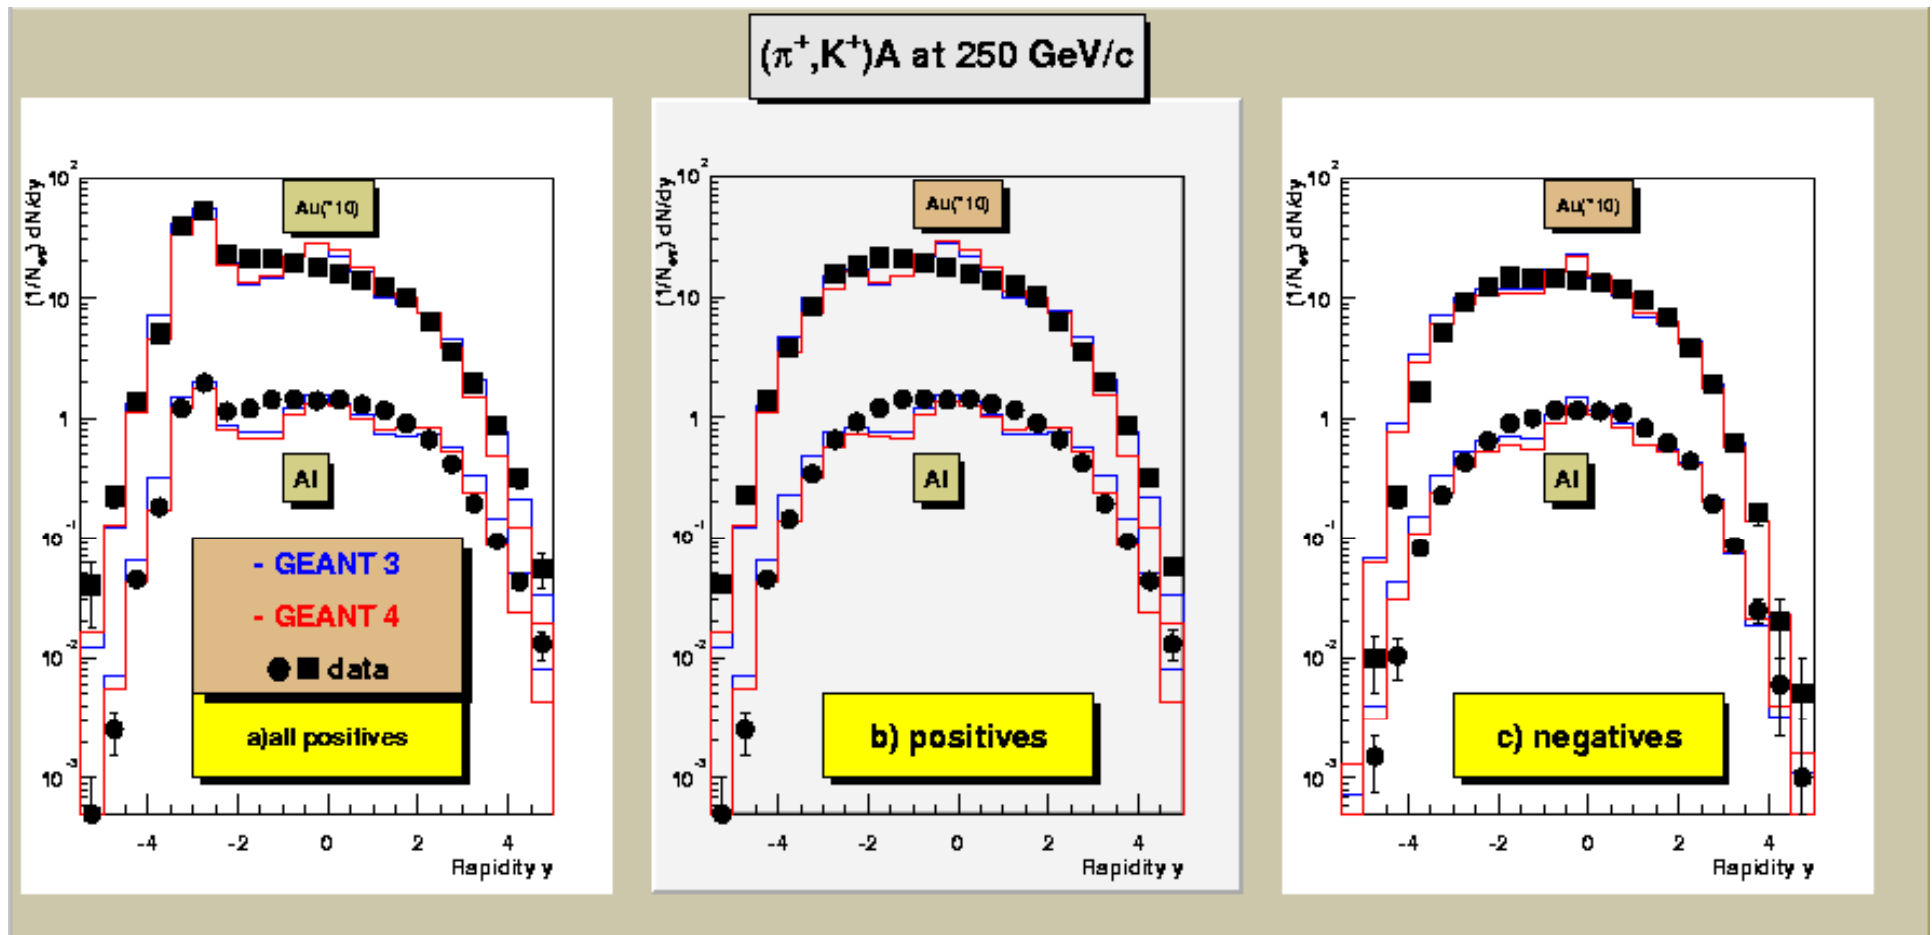 (π⁺,K⁺)A at 250 GeV/c
(1/Nₑᵥ) dN/dy
10²
10
1
10⁻¹
10⁻²
10⁻³
Au(*10)
Al
- GEANT 3
- GEANT 4
data
a)all positives
-4 -2 0 2 4
Rapidity y
(1/Nₑᵥ) dN/dy
10²
10
1
10⁻¹
10⁻²
10⁻³
Au(*10)
Al
b) positives
-4 -2 0 2 4
Rapidity y
(1/Nₑᵥ) dN/dy
10²
10
1
10⁻¹
10⁻²
10⁻³
Au(*10)
Al
c) negatives
-4 -2 0 2 4
Rapidity y